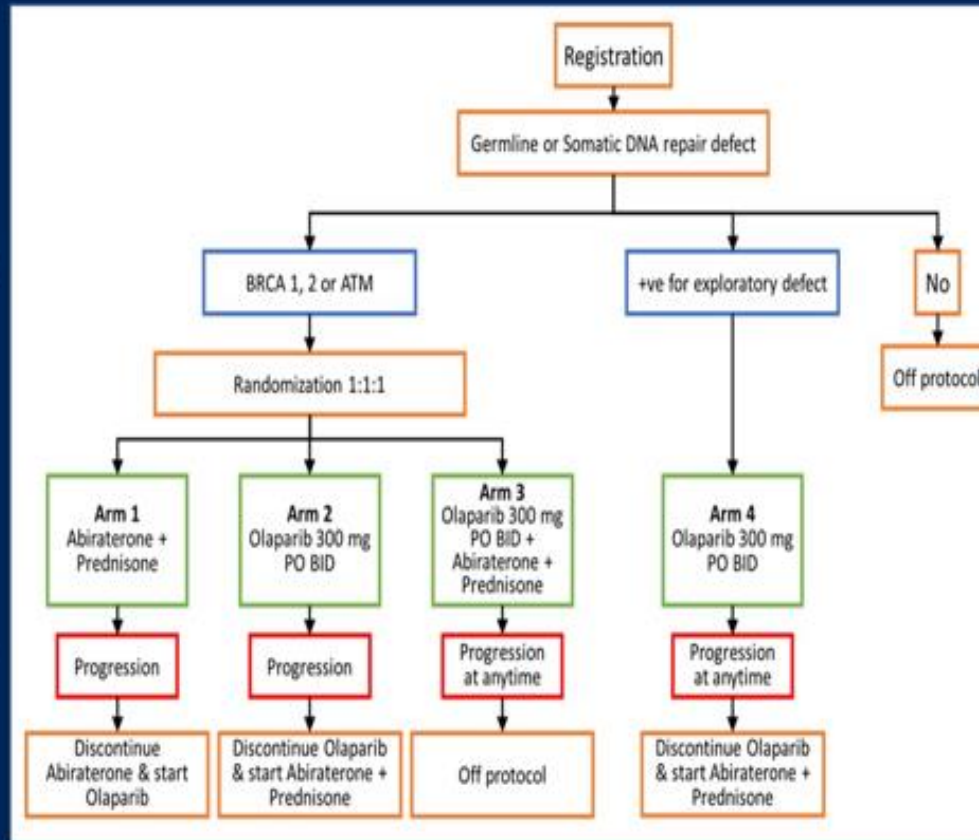 Registration
Germline or Somatic DNA repair defect
BRCA 1, 2 or ATM
+ve for exploratory defect
No
Randomization 1:1:1
Off protocol
Arm 1
Abiraterone +
Prednisone
Arm 2
Olaparib 300 mg
PO BID
Arm 3
Olaparib 300 mg
PO BID +
Abiraterone +
Prednisone
Arm 4
Olaparib 300 mg
PO BID
Progression
Progression
Progression
at anytime
Progression
at anytime
Discontinue
Abiraterone & start
Olaparib
Discontinue Olaparib
& start Abiraterone +
Prednisone
Off protocol
Discontinue Olaparib
& start Abiraterone +
Prednisone